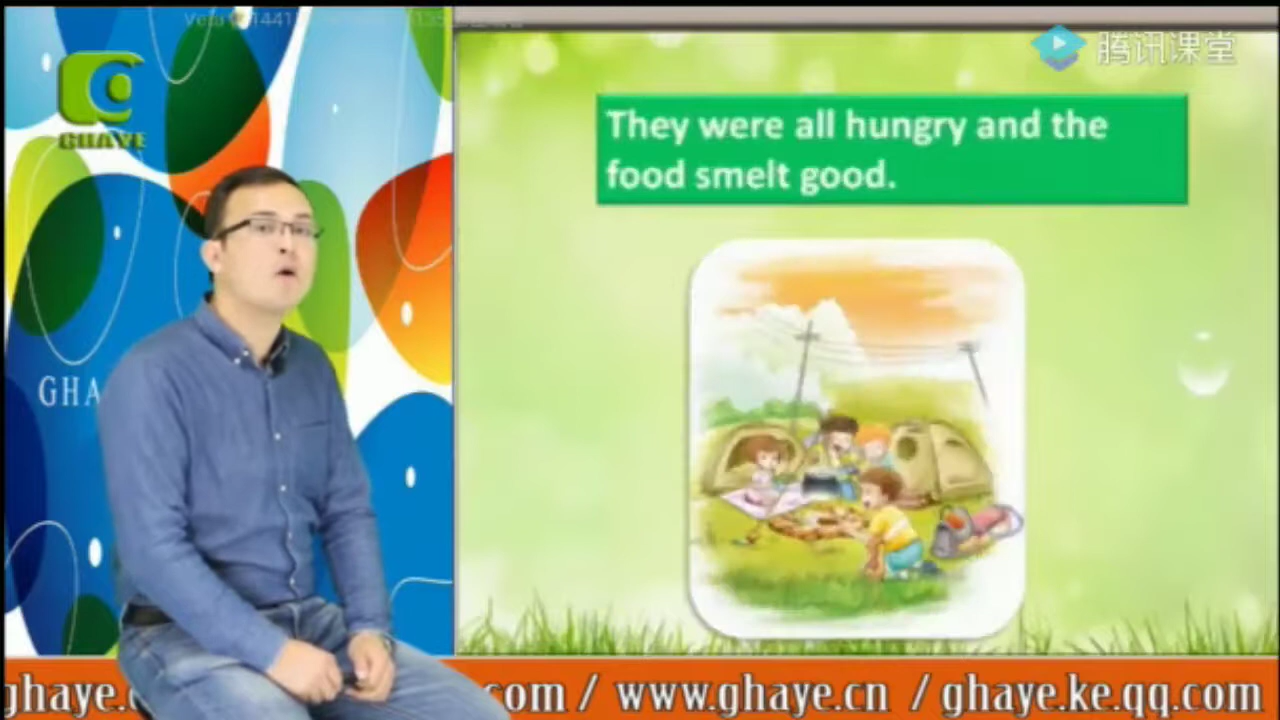 腾讯课堂
GHAYE
They were all hungry and the
food smelt good.
GHA
ghaye.c
com / www.ghaye.cn / ghaye.ke.qq.com